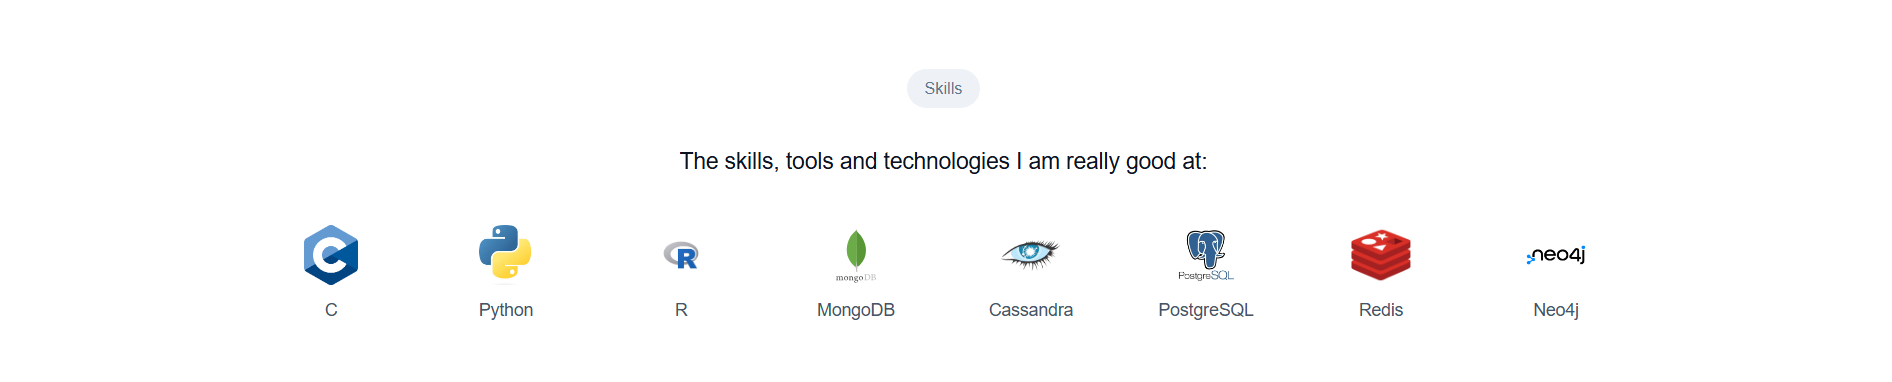 Skills
The skills, tools and technologies I am really good at:
C
R
mongoDB
PostgreSQL
neo4j
C Python R MongoDB Cassandra PostgreSQL Redis Neo4j